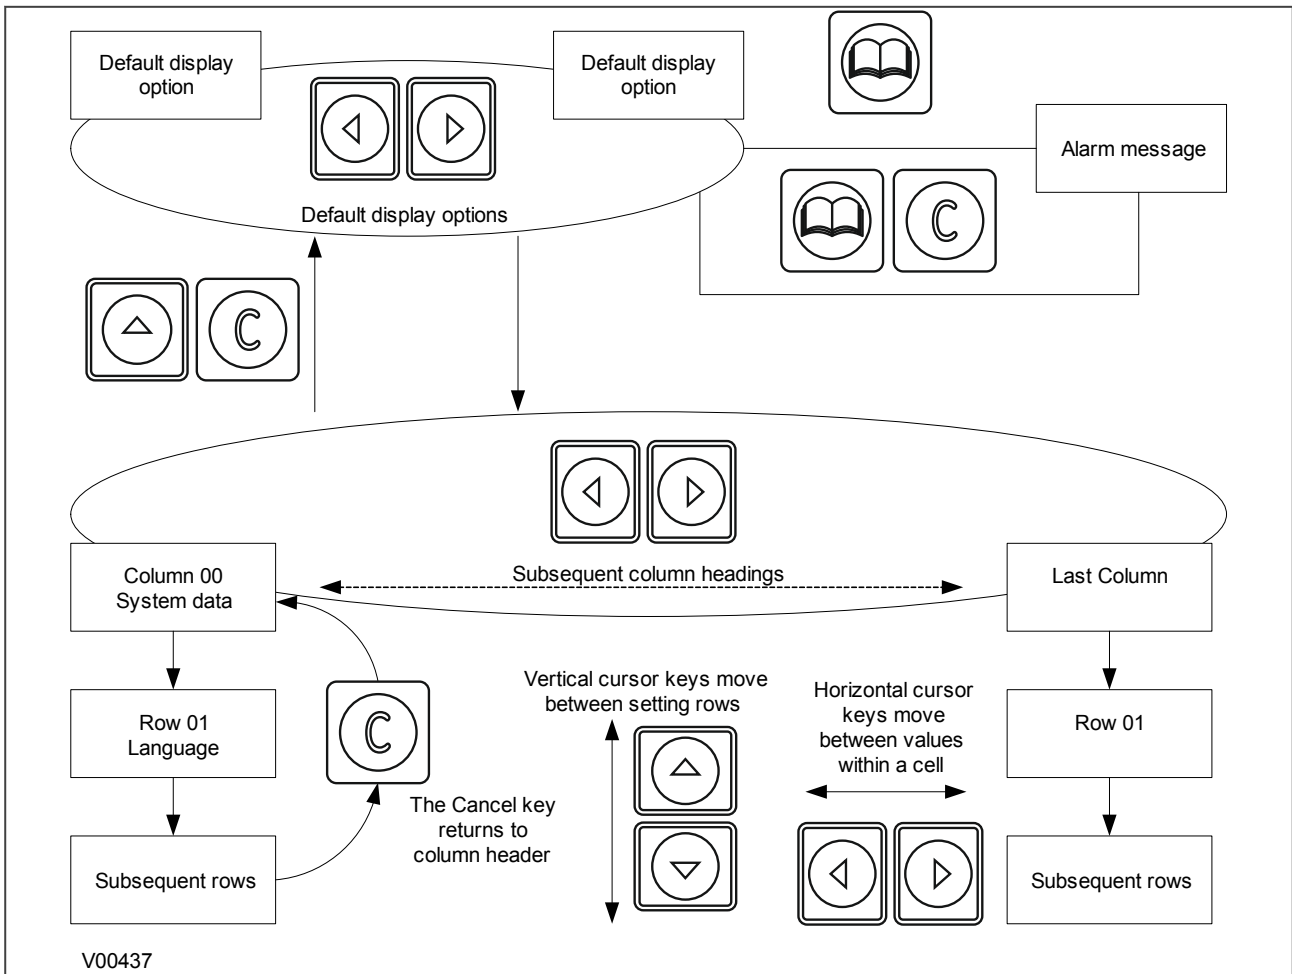 Default display
option
Default display
option
Alarm message
Default display options
C
C
Subsequent column headings
Column 00
System data
Last Column
Vertical cursor keys move
between setting rows
Horizontal cursor
keys move
between values
within a cell
Row 01
Language
C
Row 01
The Cancel key
returns to
column header
Subsequent rows
Subsequent rows
V00437